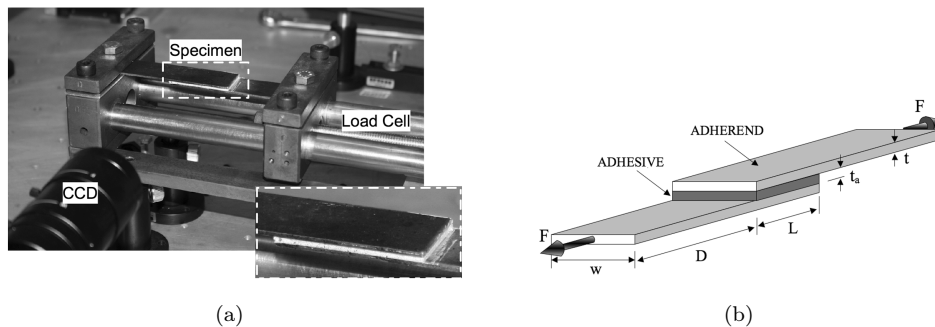 Specimen
Load Cell
CCD
(a)
F
ADHEREND
t
ADHESIVE
tₐ
F
L
D
w
(b)